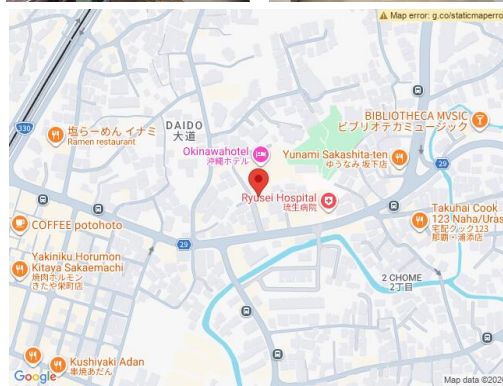 Map error: g.co/staticmaperro
330
塩らーめん イナミ
Ramen restaurant
DAIDO
大道
BIBLIOTHECA MVSIC
ビブリオテカミュージック
Okinawahotel
沖縄ホテル
Yunami Sakashita-ten
ゆうなみ 坂下店
29
Ryusei Hospital
琉生病院
COFFEE potohoto
Takuhai Cook
123 Naha/Uras
宅配クック123
那覇・浦添店
29
Yakiniku Horumon
Kitaya Sakaemachi
焼肉ホルモン
きたや栄町店
2 CHOME
2丁目
Kushiyaki Adan
串焼あだん
Google
Map data ©202